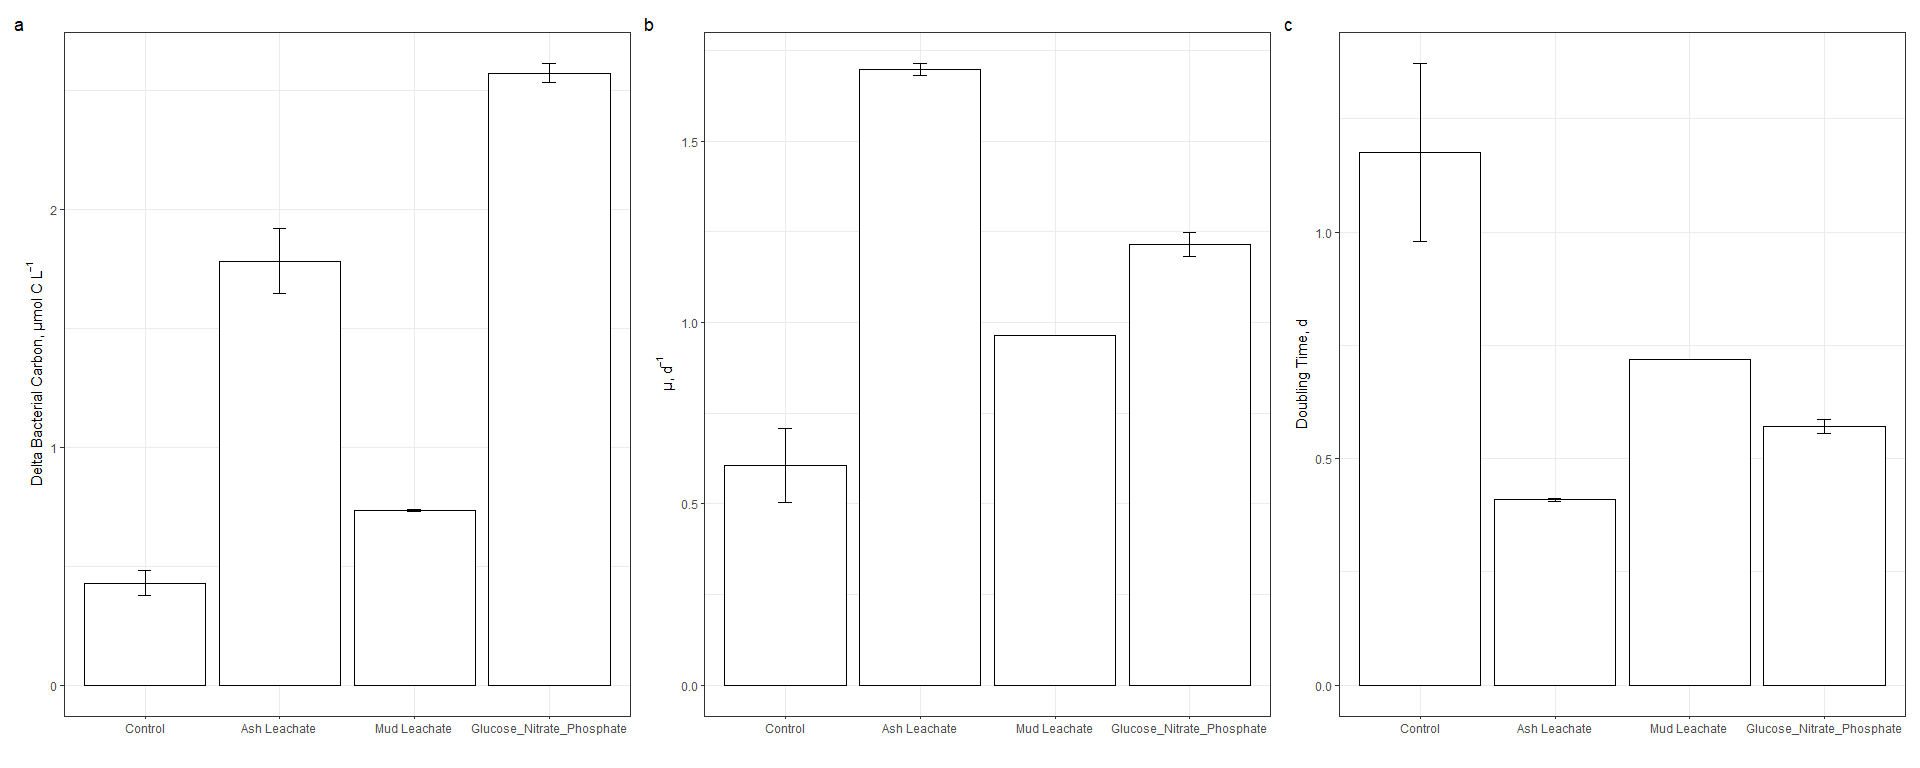 a
Delta Bacterial Carbon, μmol C L⁻¹
2
1
0
Control Ash Leachate Mud Leachate Glucose_Nitrate_Phosphate
b
μ, d⁻¹
1.5
1.0
0.5
0.0
Control Ash Leachate Mud Leachate Glucose_Nitrate_Phosphate
c
Doubling Time, d
1.0
0.5
0.0
Control Ash Leachate Mud Leachate Glucose_Nitrate_Phosphate